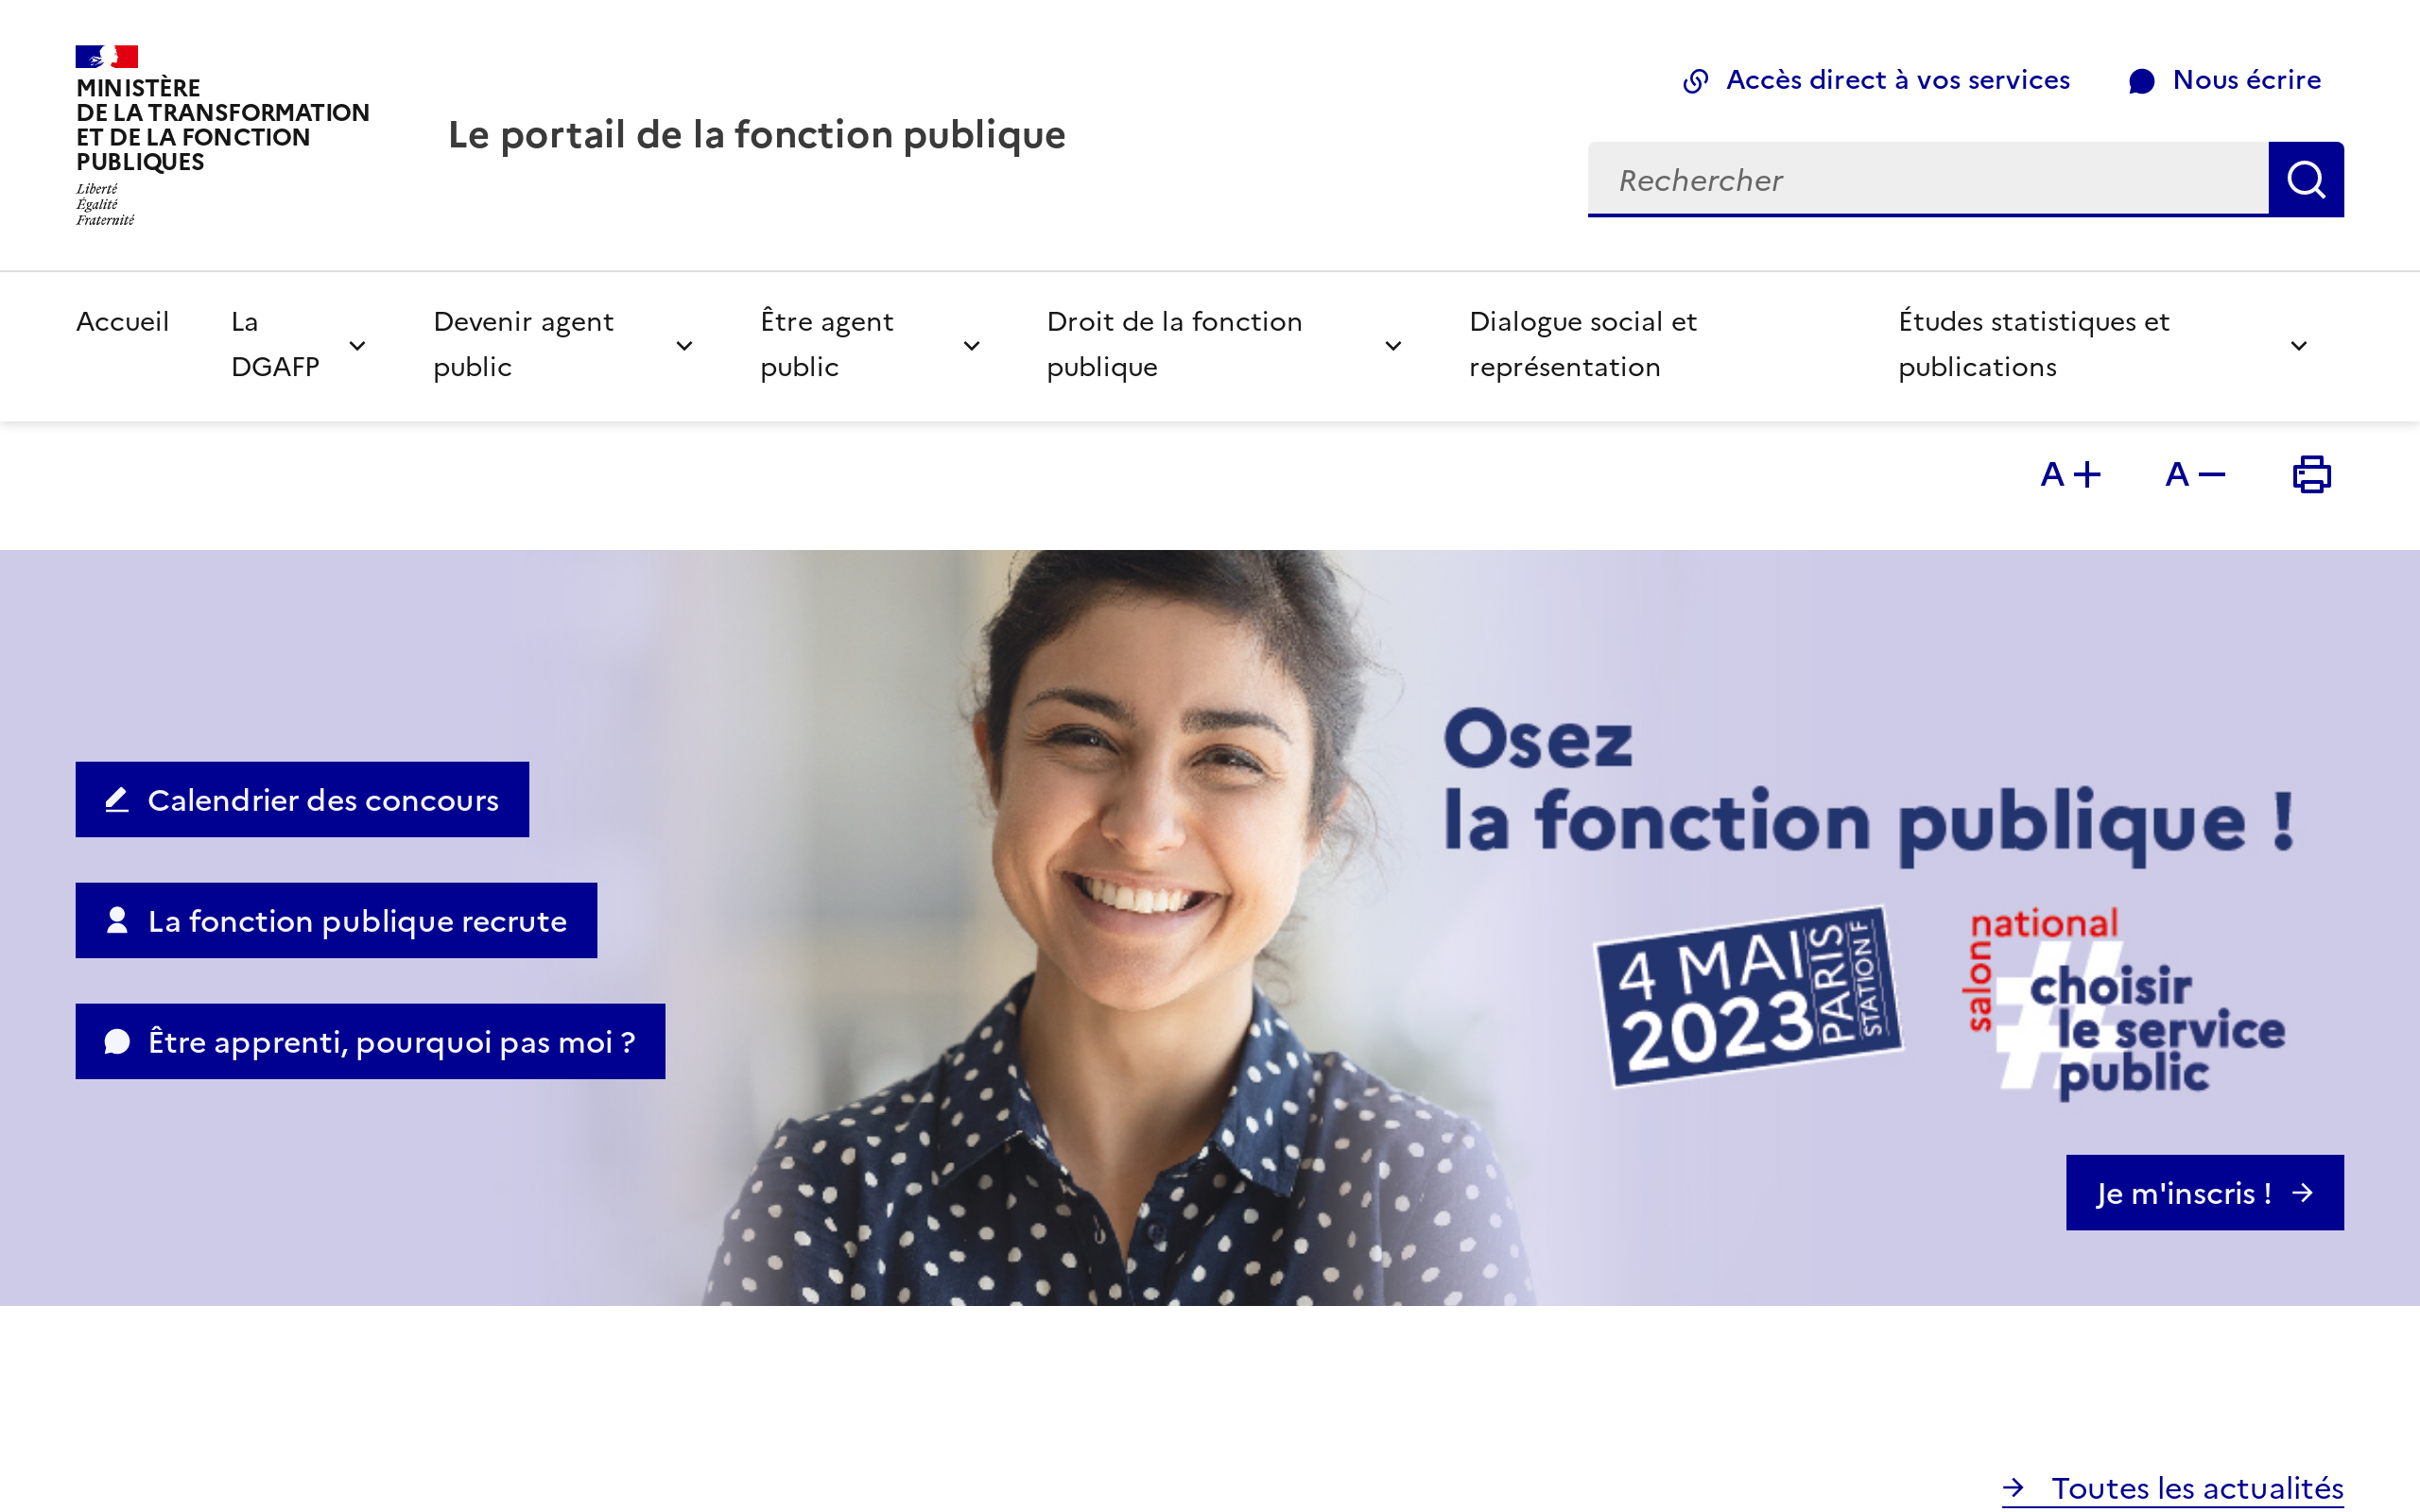 MINISTÈRE
DE LA TRANSFORMATION
ET DE LA FONCTION
PUBLIQUES
Liberté
Égalité
Fraternité
Le portail de la fonction publique
Accès direct à vos services
Nous écrire
Rechercher
Accueil
La
DGAFP
Devenir agent
public
Être agent
public
Droit de la fonction
publique
Dialogue social et
représentation
Études statistiques et
publications
A+
A−
Calendrier des concours
La fonction publique recrute
Être apprenti, pourquoi pas moi ?
Osez
la fonction publique !
4 MAI
2023
PARIS
STATION F
salon
national
#
choisir
le service
public
Je m'inscris !
Toutes les actualités